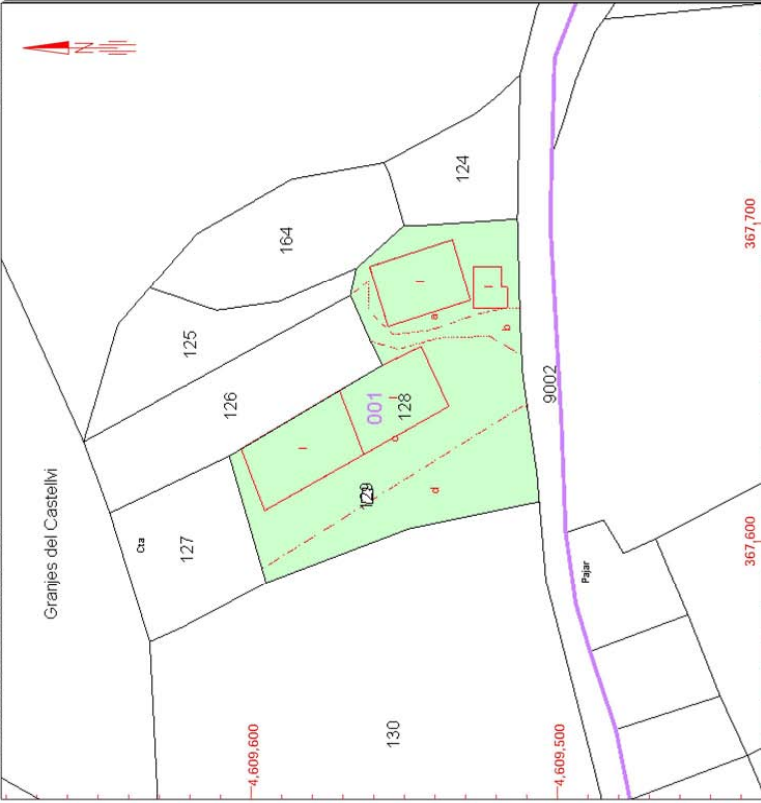 N
Granjes del Castellvi
124
164
125
126
127
Cta
001
128
I
I
I
I
a
b
c
d
9002
Pajar
130
367,700
367,600
4,609,600
4,609,500